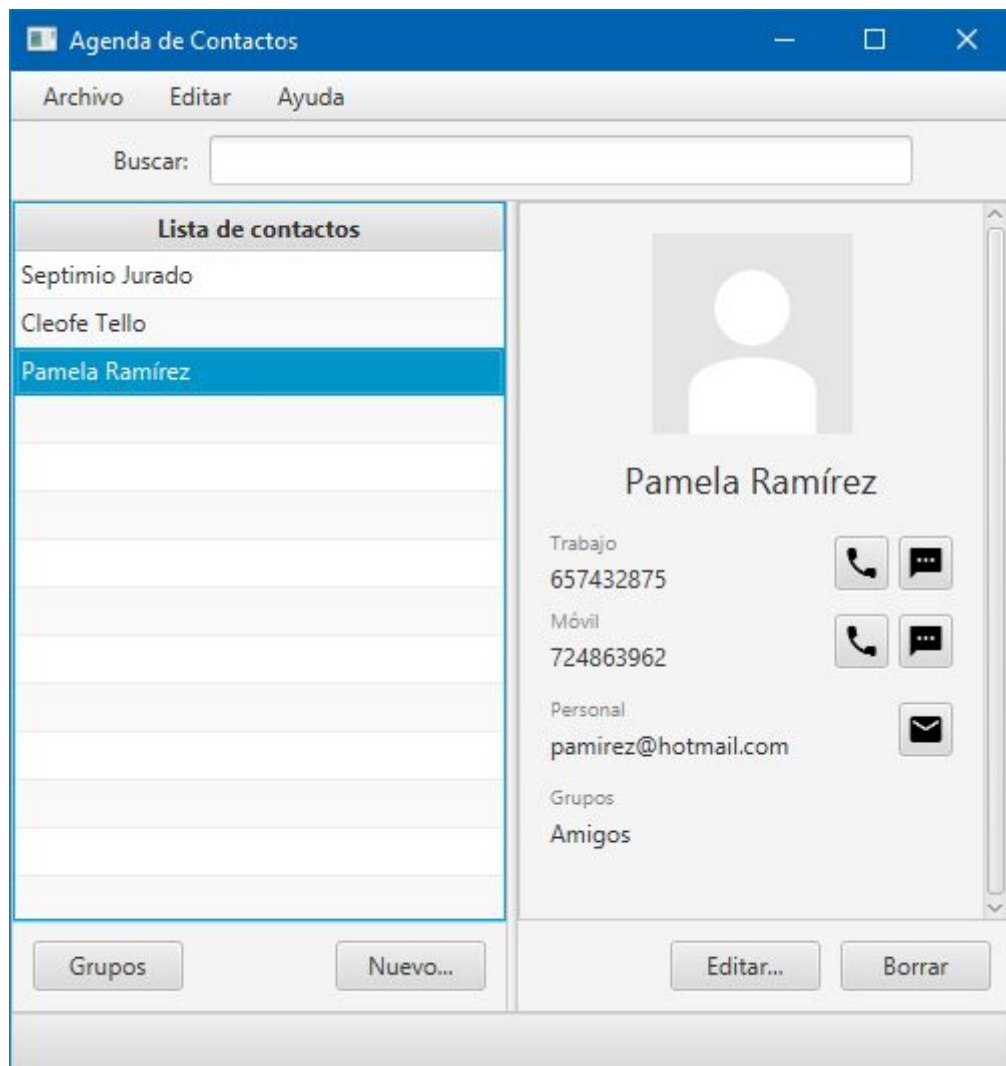 Agenda de Contactos
Archivo Editar Ayuda
Buscar:
Lista de contactos
Septimio Jurado
Cleofe Tello
Pamela Ramírez
Pamela Ramírez
Trabajo
657432875
Móvil
724863962
Personal
pamirez@hotmail.com
Grupos
Amigos
Grupos Nuevo... Editar... Borrar